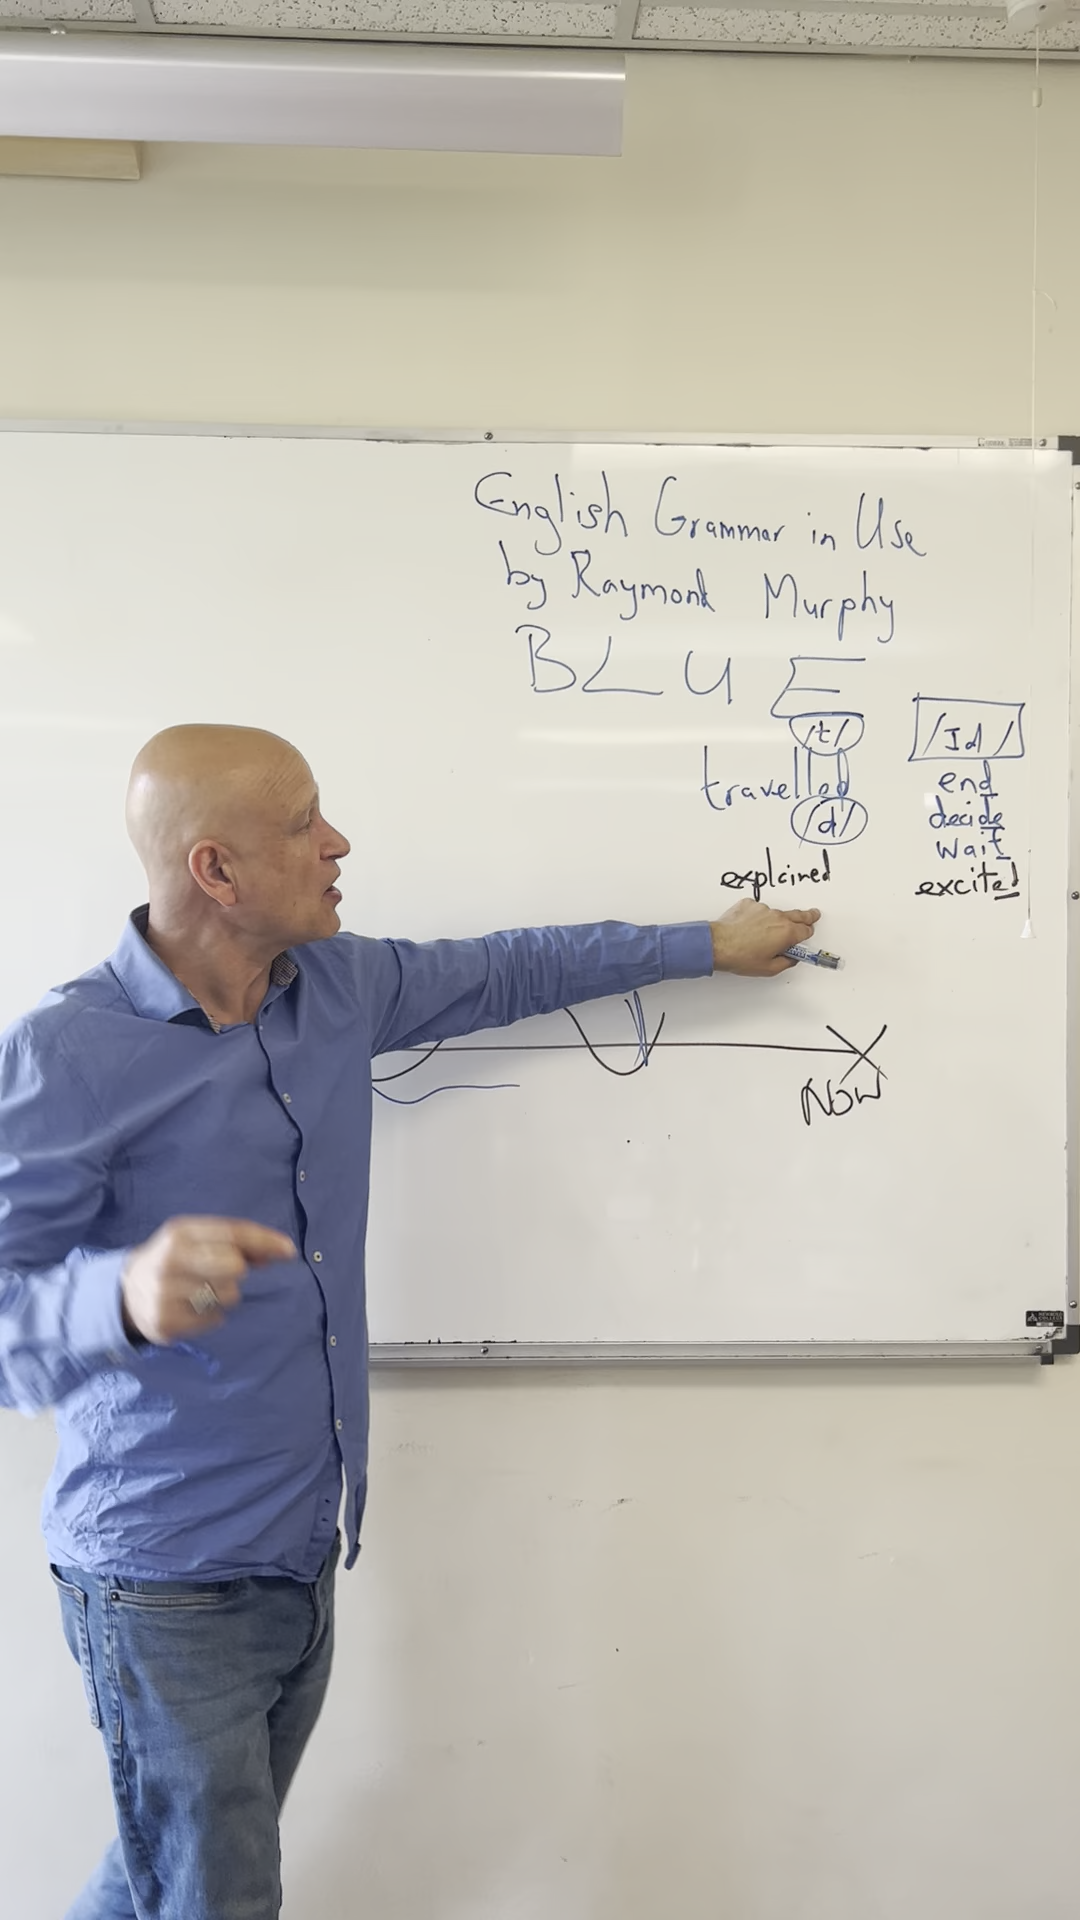 English Grammar in Use
by Raymond Murphy
BLUE
/t/
travelled
/d/
explained
/Id/
end
decide
wait
excited
NOW